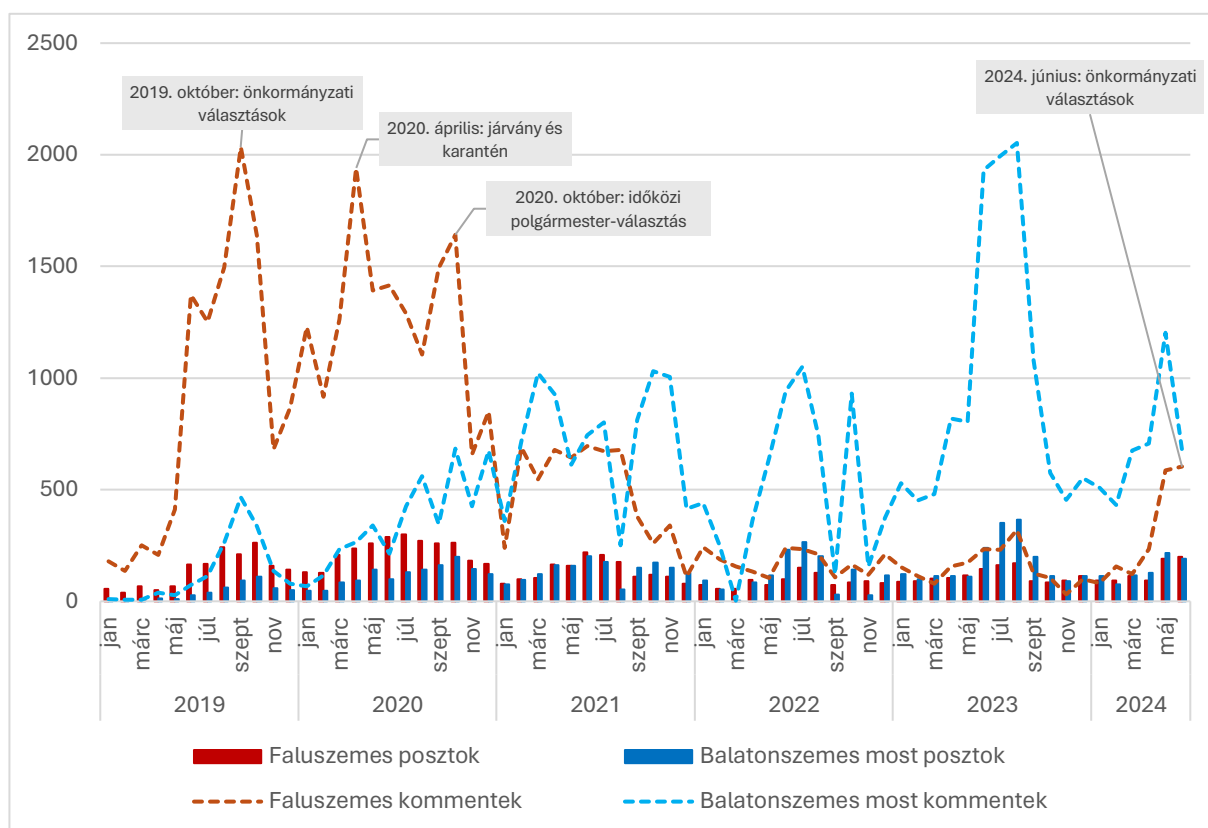 2500
2000
1500
1000
500
0
2019. október: önkormányzati
választások
2020. április: járvány és
karantén
2020. október: időközi
polgármester-választás
2024. június: önkormányzati
választások
jan
márc
máj
júl
szept
nov
jan
márc
máj
júl
szept
nov
jan
márc
máj
júl
szept
nov
jan
márc
máj
júl
szept
nov
jan
márc
máj
júl
szept
nov
jan
márc
máj
2019
2020
2021
2022
2023
2024
Faluszemes posztok
Balatonszemes most posztok
Faluszemes kommentek
Balatonszemes most kommentek